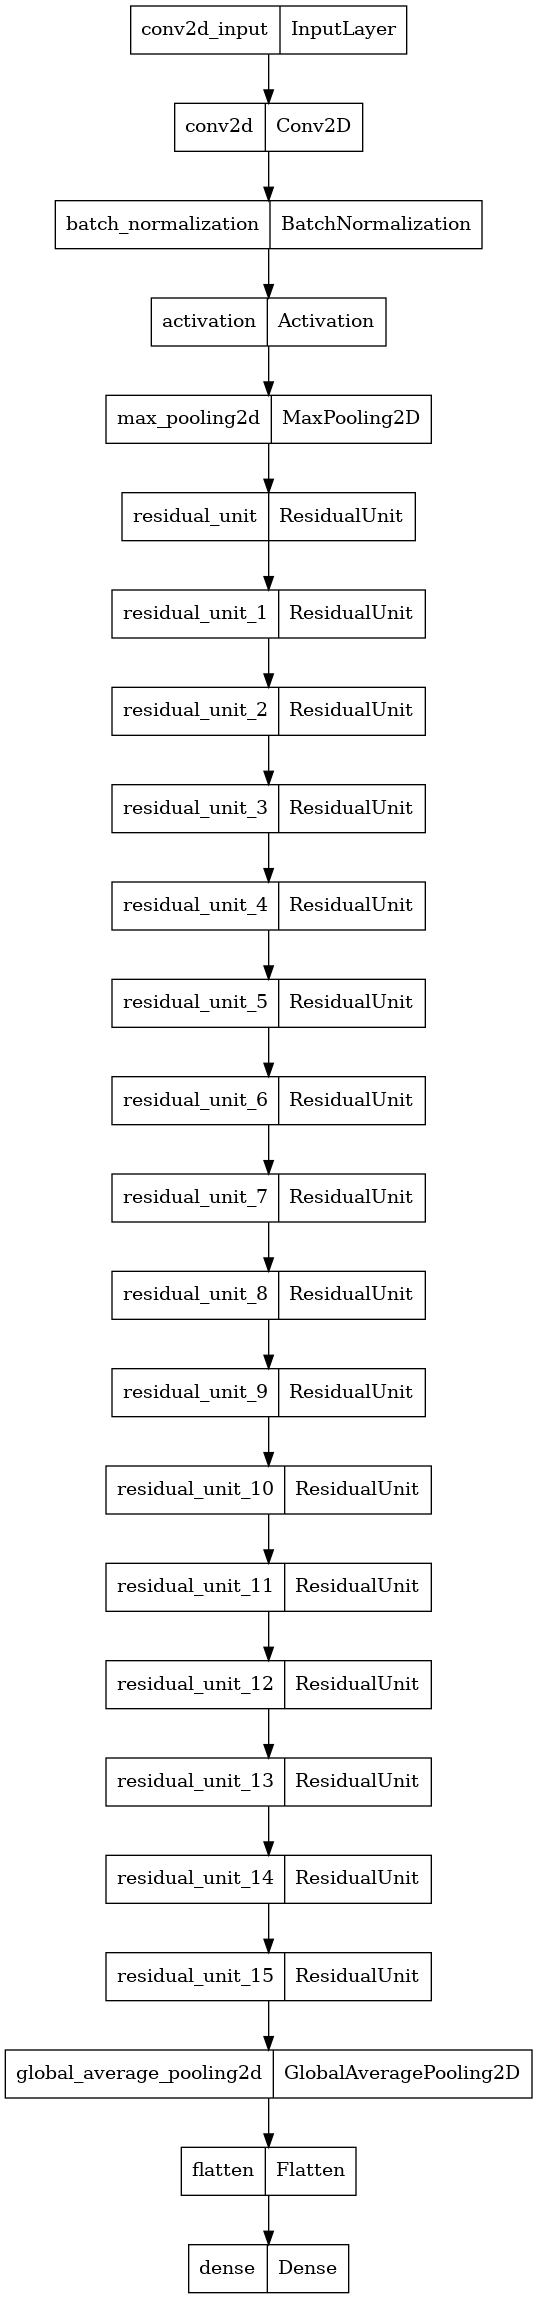 conv2d_input InputLayer
conv2d Conv2D
batch_normalization BatchNormalization
activation Activation
max_pooling2d MaxPooling2D
residual_unit ResidualUnit
residual_unit_1 ResidualUnit
residual_unit_2 ResidualUnit
residual_unit_3 ResidualUnit
residual_unit_4 ResidualUnit
residual_unit_5 ResidualUnit
residual_unit_6 ResidualUnit
residual_unit_7 ResidualUnit
residual_unit_8 ResidualUnit
residual_unit_9 ResidualUnit
residual_unit_10 ResidualUnit
residual_unit_11 ResidualUnit
residual_unit_12 ResidualUnit
residual_unit_13 ResidualUnit
residual_unit_14 ResidualUnit
residual_unit_15 ResidualUnit
global_average_pooling2d GlobalAveragePooling2D
flatten Flatten
dense Dense